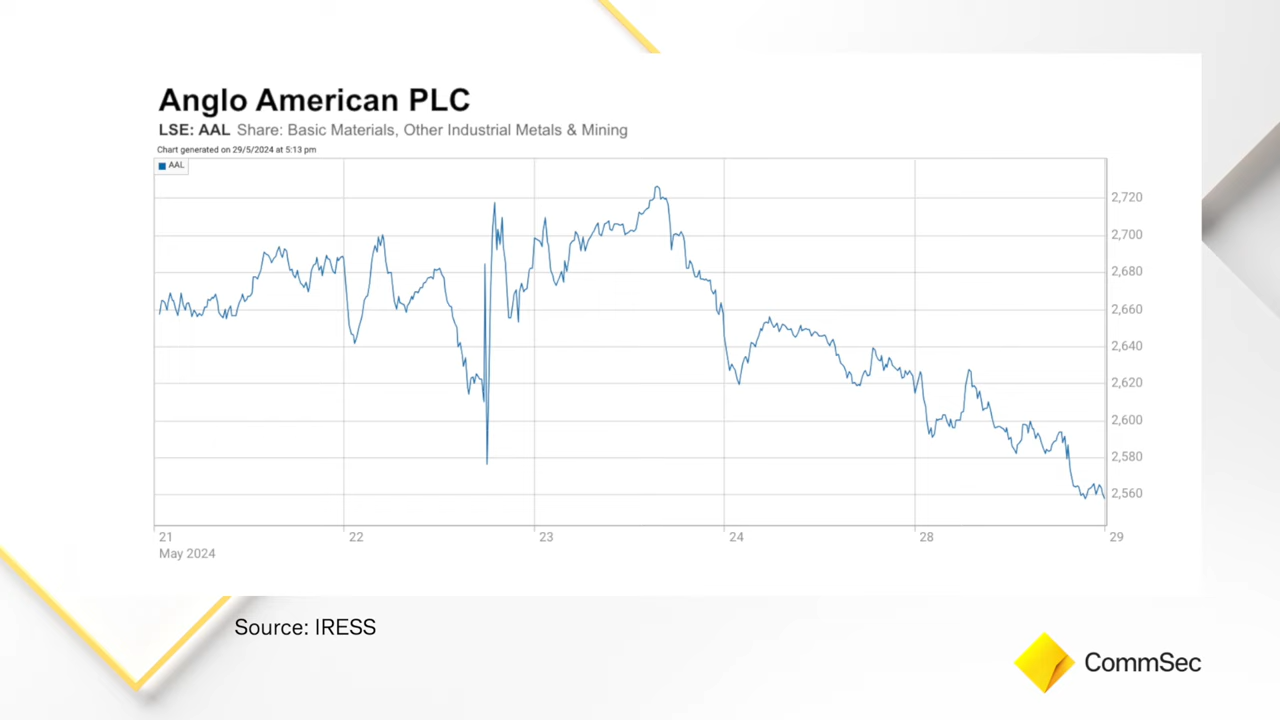 Anglo American PLC
LSE: AAL Share: Basic Materials, Other Industrial Metals & Mining
Chart generated on 29/5/2024 at 5:13 pm
AAL
2,720
2,700
2,680
2,660
2,640
2,620
2,600
2,580
2,560
21 22 23 24 28 29
May 2024
Source: IRESS
CommSec